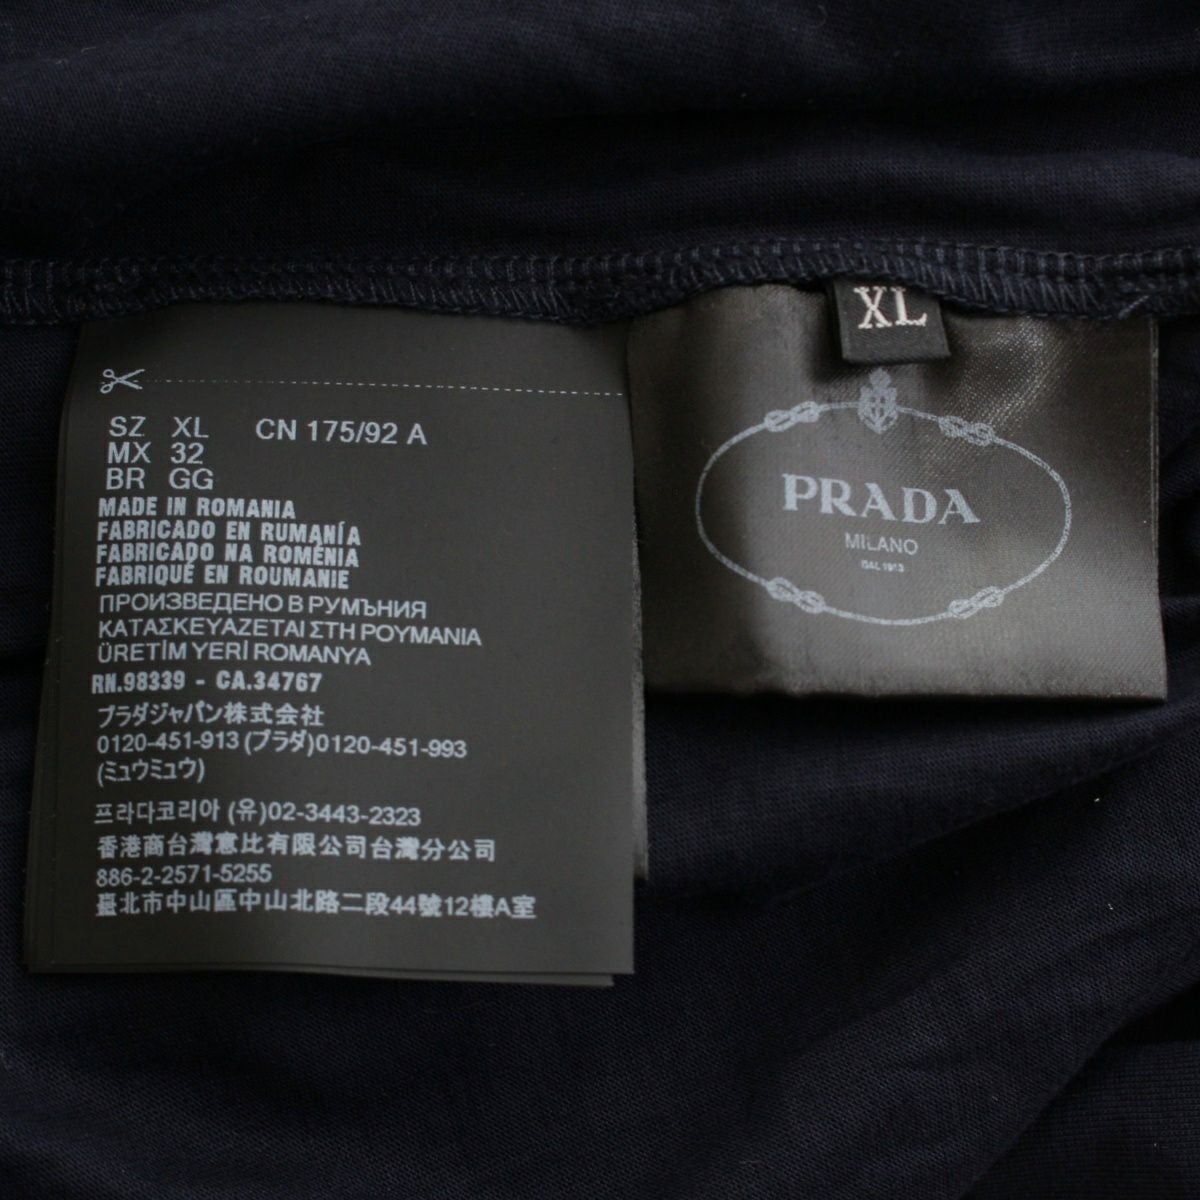 SZ XL CN 175/92 A
MX 32
BR GG
MADE IN ROMANIA
FABRICADO EN RUMANÍA
FABRICADO NA ROMÉNIA
FABRIQUÉ EN ROUMANIE
ПРОИЗВЕДЕНО В РУМЪНИЯ
ΚΑΤΑΣΚΕΥΑΖΕΤΑΙ ΣΤΗ ΡΟΥΜΑΝΙΑ
ÜRETİM YERİ ROMANYA
RN.98339 - CA.34767
プラダジャパン株式会社
0120-451-913 (プラダ)0120-451-993
(ミュウミュウ)
프라다코리아 (유)02-3443-2323
香港商台灣意比有限公司台灣分公司
886-2-2571-5255
臺北市中山區中山北路二段44號12樓A室
XL
PRADA
MILANO
DAL 1913